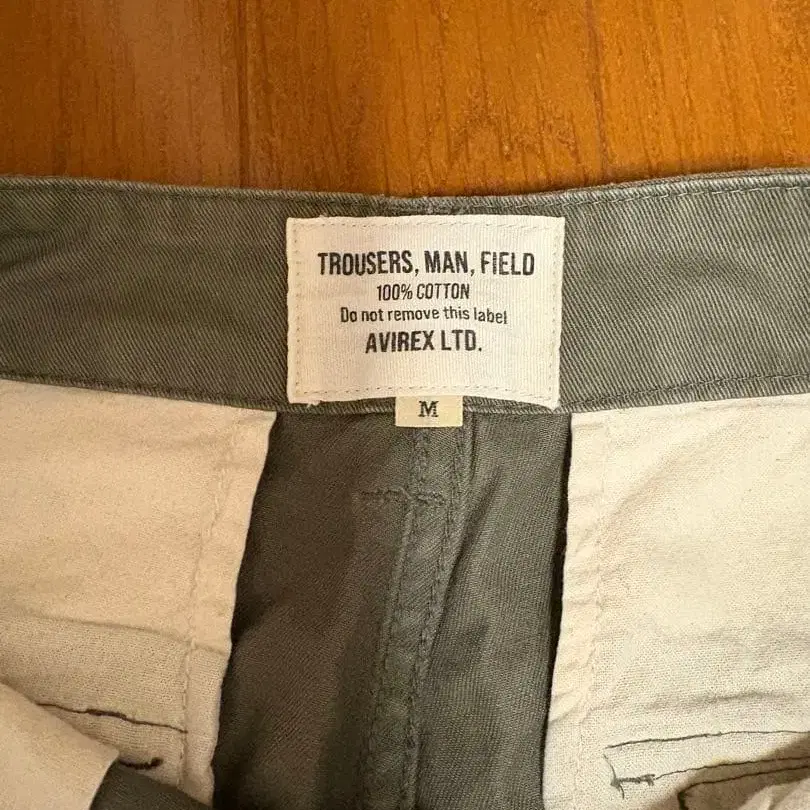 TROUSERS, MAN, FIELD
100% COTTON
Do not remove this label
AVIREX LTD.
M